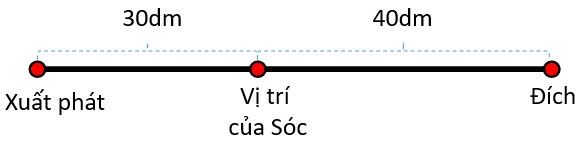 30dm 40dm
Xuất phát
Vị trí
của Sóc
Đích